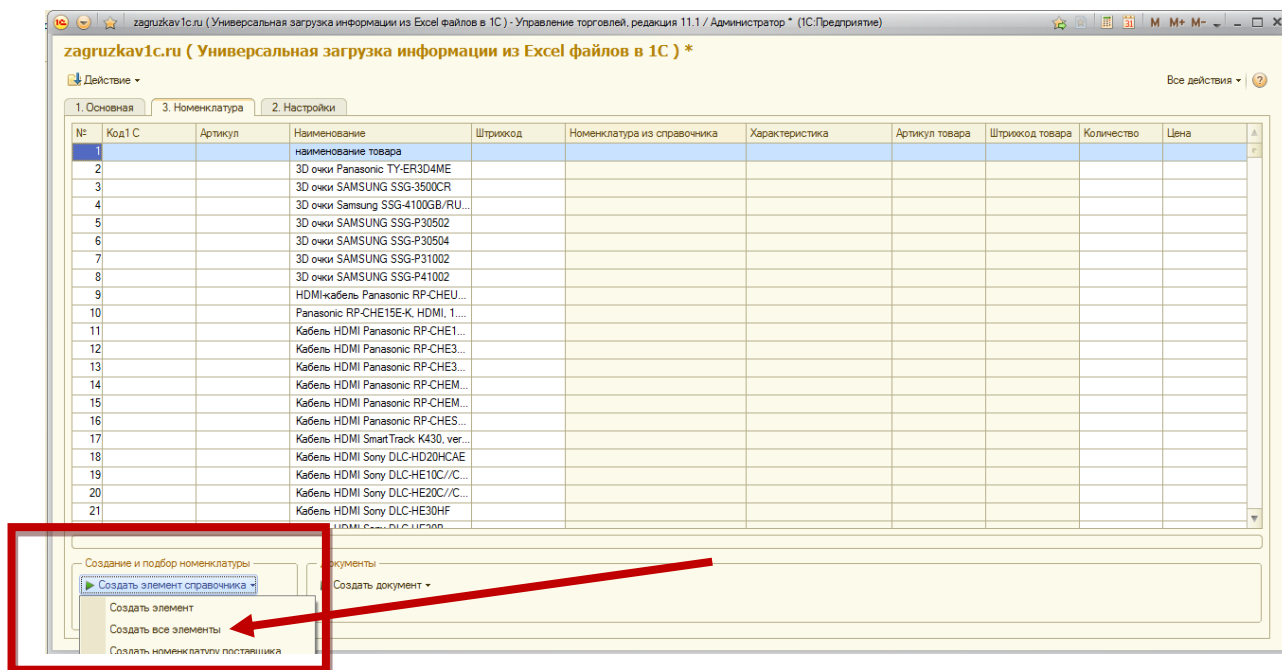 zagruzkav1c.ru ( Универсальная загрузка информации из Excel файлов в 1С ) - Управление торговлей, редакция 11.1 / Администратор * (1С:Предприятие)
31 M M+ M-
zagruzkav1c.ru ( Универсальная загрузка информации из Excel файлов в 1С ) *
Действие
Все действия
1. Основная 3. Номенклатура 2. Настройки
№ Код1 С Артикул Наименование Штрихкод Номенклатура из справочника Характеристика Артикул товара Штрихкод товара Количество Цена
1 наименование товара
2 3D очки Panasonic TY-ER3D4ME
3 3D очки SAMSUNG SSG-3500CR
4 3D очки Samsung SSG-4100GB/RU...
5 3D очки SAMSUNG SSG-P30502
6 3D очки SAMSUNG SSG-P30504
7 3D очки SAMSUNG SSG-P31002
8 3D очки SAMSUNG SSG-P41002
9 HDMI-кабель Panasonic RP-CHEU...
10 Panasonic RP-CHE15E-K, HDMI, 1....
11 Кабель HDMI Panasonic RP-CHE1...
12 Кабель HDMI Panasonic RP-CHE3...
13 Кабель HDMI Panasonic RP-CHE3...
14 Кабель HDMI Panasonic RP-CHEM...
15 Кабель HDMI Panasonic RP-CHEM...
16 Кабель HDMI Panasonic RP-CHES...
17 Кабель HDMI SmartTrack K430, ver...
18 Кабель HDMI Sony DLC-HD20HCAE
19 Кабель HDMI Sony DLC-HE10C//C...
20 Кабель HDMI Sony DLC-HE20C//C...
21 Кабель HDMI Sony DLC-HE30HF
Создание и подбор номенклатуры
Создать элемент справочника Создать документ
Создать элемент
Создать все элементы
Создать номенклатуру поставщика